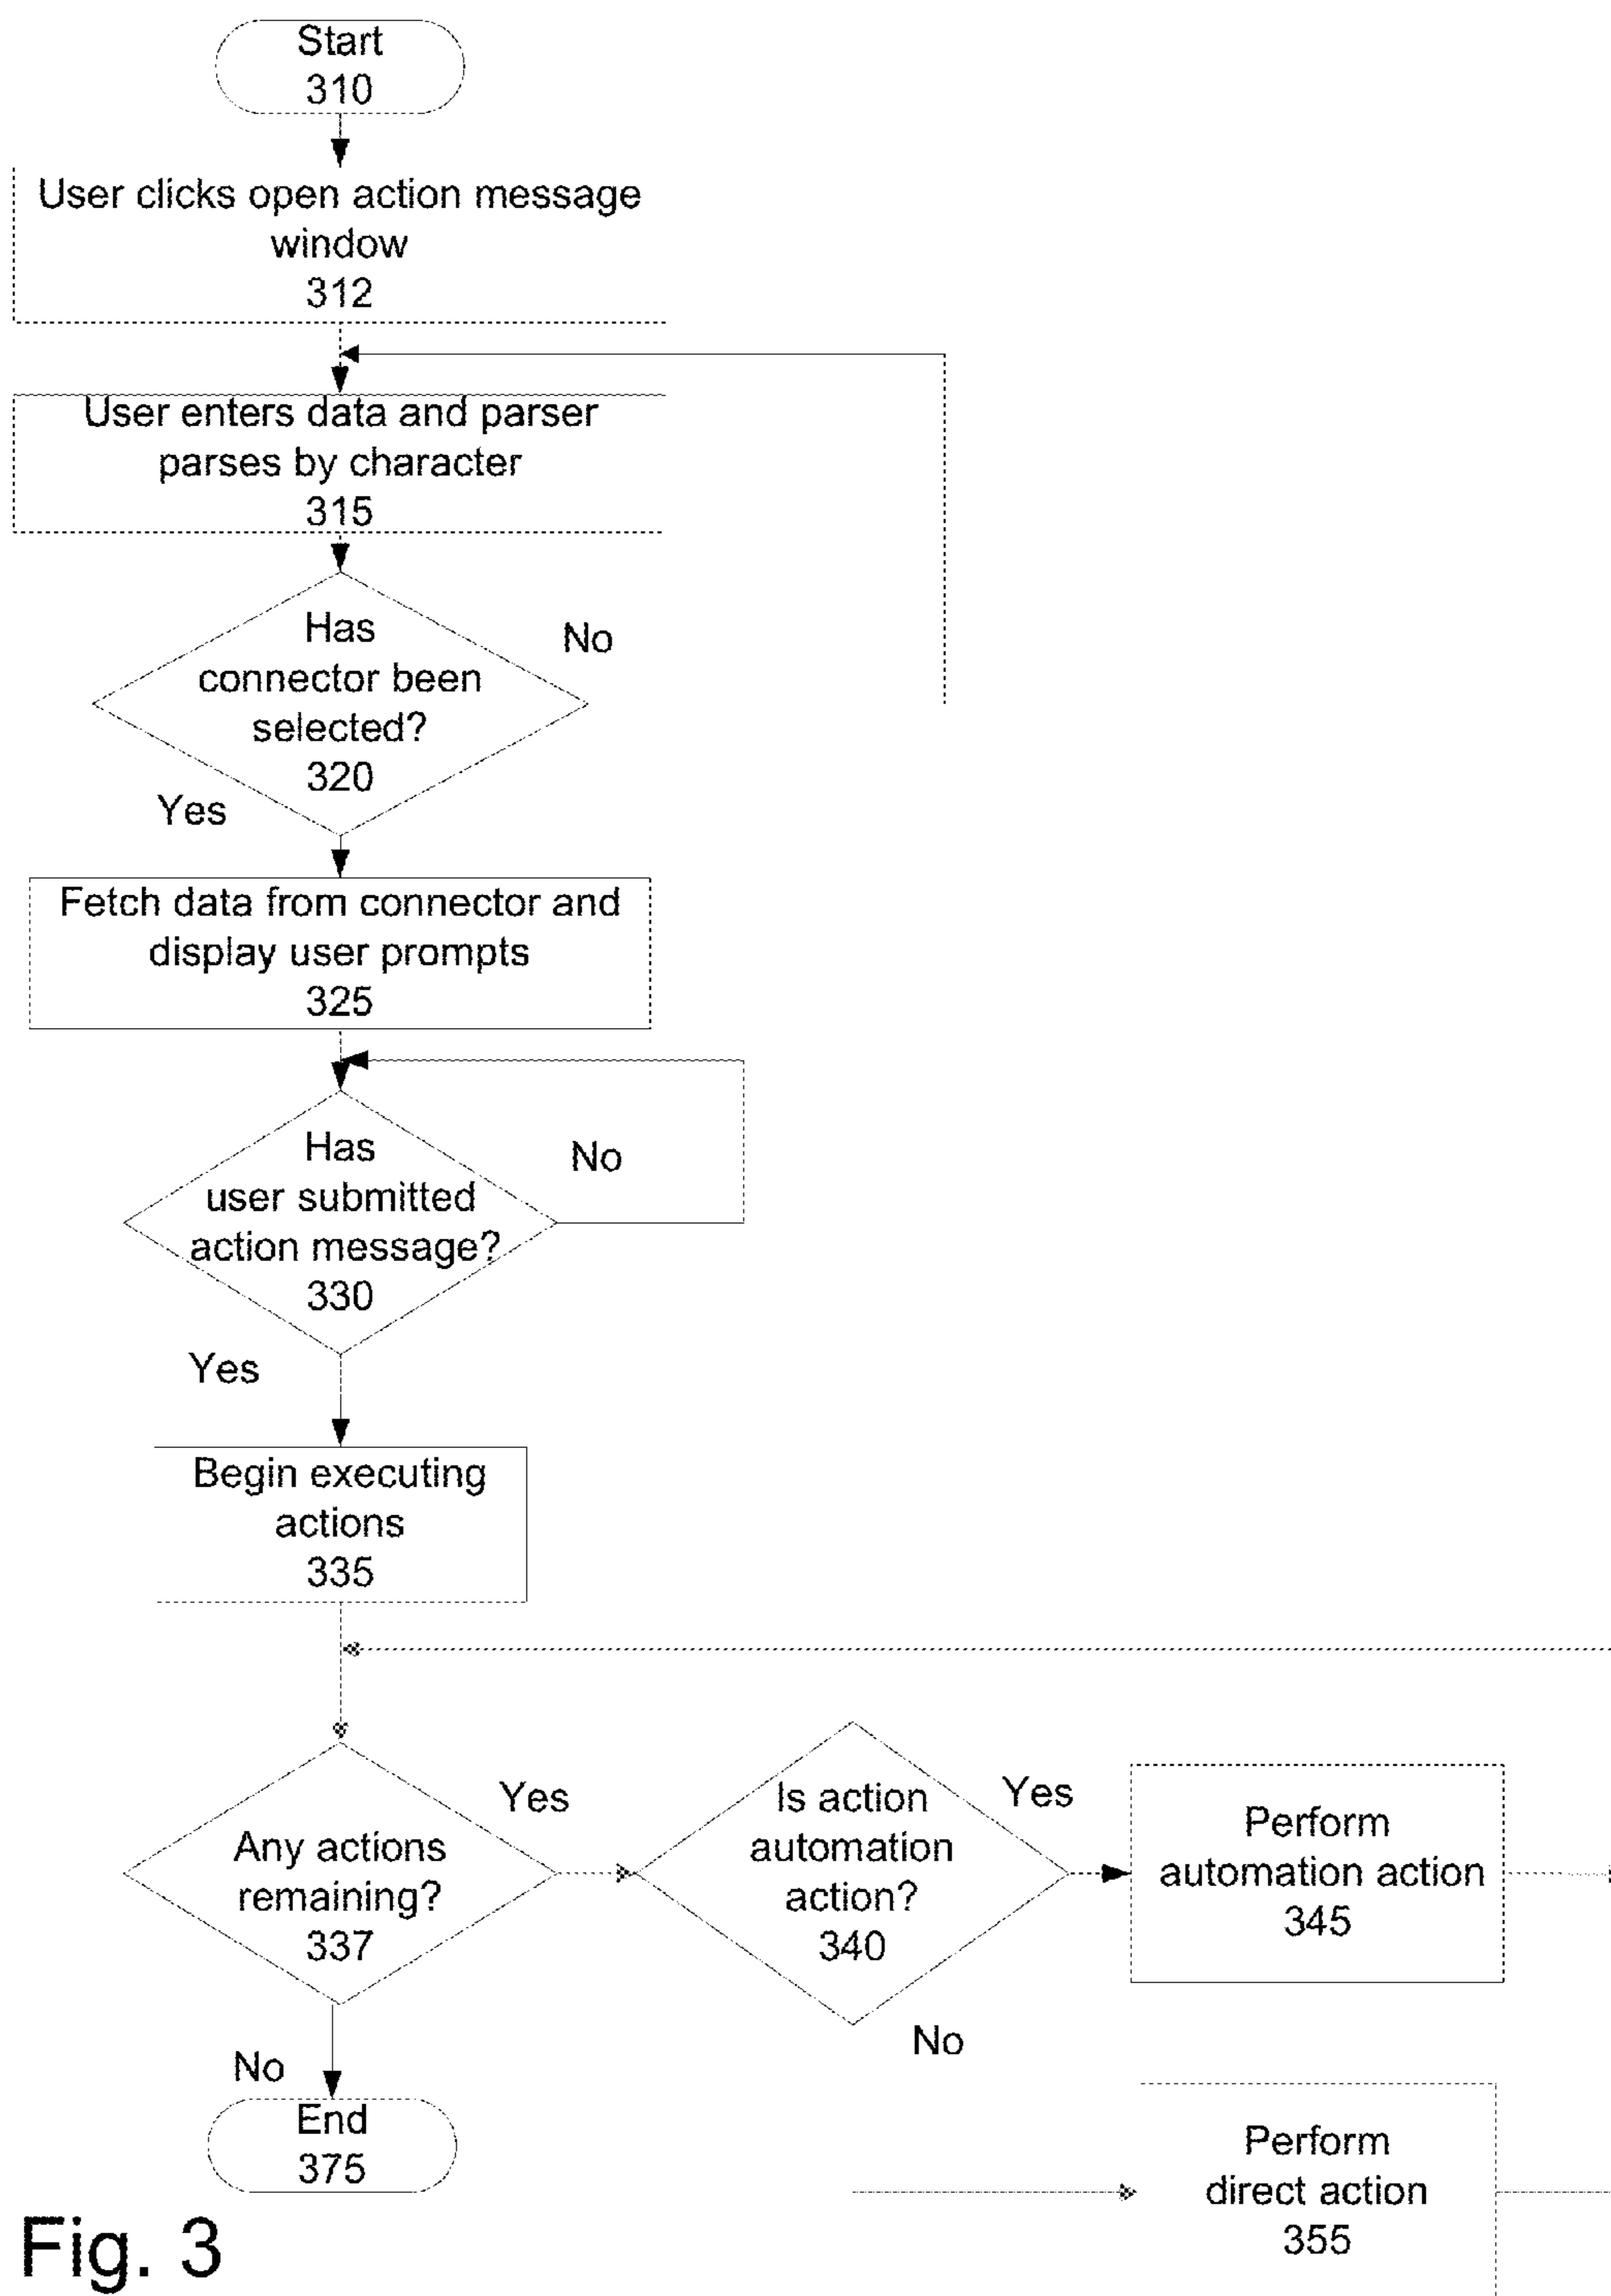 Start
310
User clicks open action message
window
312
User enters data and parser
parses by character
315
Has
connector been
selected?
320
No
Yes
Fetch data from connector and
display user prompts
325
Has
user submitted
action message?
330
No
Yes
Begin executing
actions
335
Any actions
remaining?
337
Yes
Is action
automation
action?
340
Yes
Perform
automation action
345
No
No
End
375
Perform
direct action
355
Fig. 3